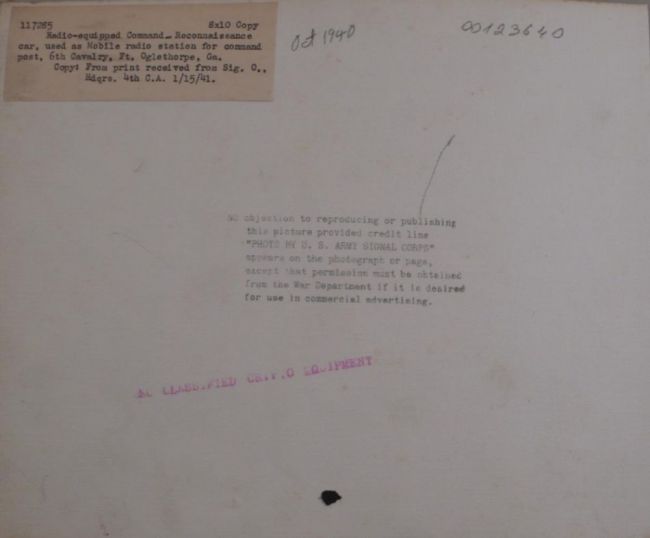 117285 8x10 Copy
Radio-equipped Command-Reconnaissance
car, used as Mobile radio station for command
post, 6th Cavalry, Ft. Oglethorpe, Ga.
Copy: From print received from Sig. O.,
Hdqrs. 4th C.A. 1/15/41.
Oct 1940
00123640
NO objection to reproducing or publishing
this picture provided credit line
"PHOTO BY U. S. ARMY SIGNAL CORPS"
appears on the photograph or page,
except that permission must be obtained
from the War Department if it is desired
for use in commercial advertising.
NO CLASSIFIED CRYPTO EQUIPMENT